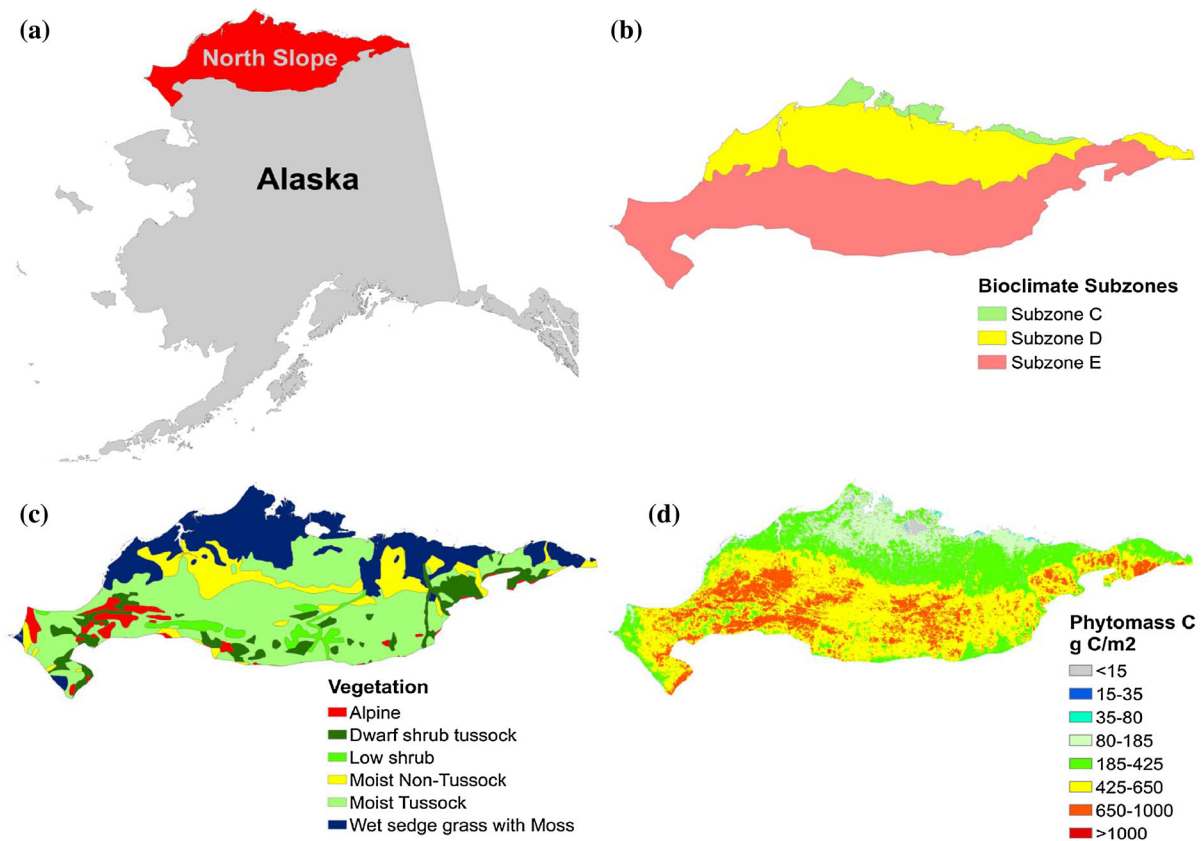 (a)
North Slope
Alaska
(b)
Bioclimate Subzones
Subzone C
Subzone D
Subzone E
(c)
Vegetation
Alpine
Dwarf shrub tussock
Low shrub
Moist Non-Tussock
Moist Tussock
Wet sedge grass with Moss
(d)
Phytomass C
g C/m2
<15
15-35
35-80
80-185
185-425
425-650
650-1000
>1000